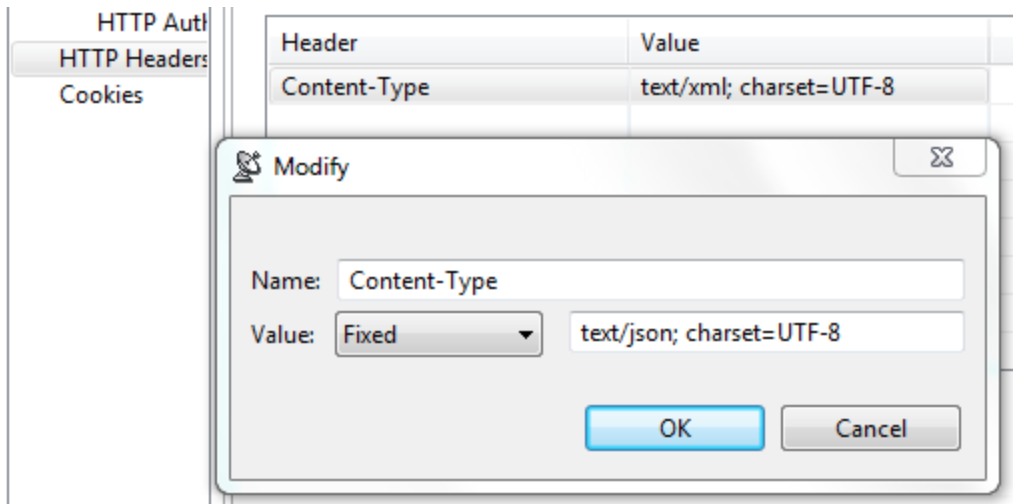 HTTP Auth
HTTP Headers
Cookies
Header Value
Content-Type text/xml; charset=UTF-8
Modify
Name: Content-Type
Value: Fixed text/json; charset=UTF-8
OK Cancel